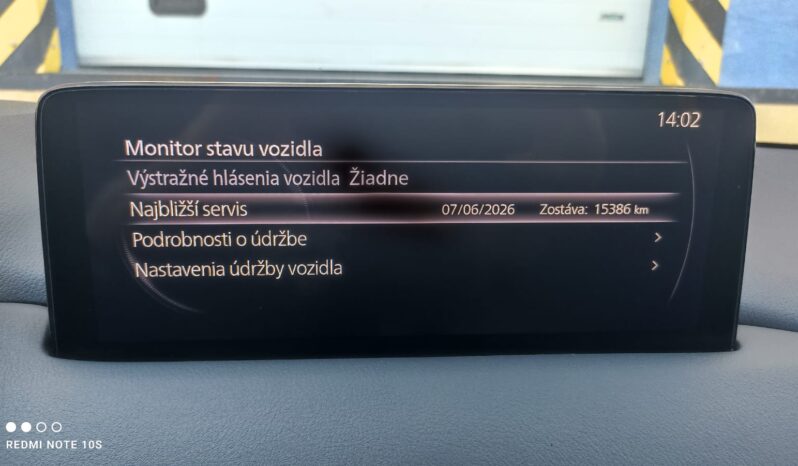 14:02
Monitor stavu vozidla
Výstražné hlásenia vozidla Žiadne
Najbližší servis 07/06/2026 Zostáva: 15386 km
Podrobnosti o údržbe >
Nastavenia údržby vozidla >
REDMI NOTE 10S